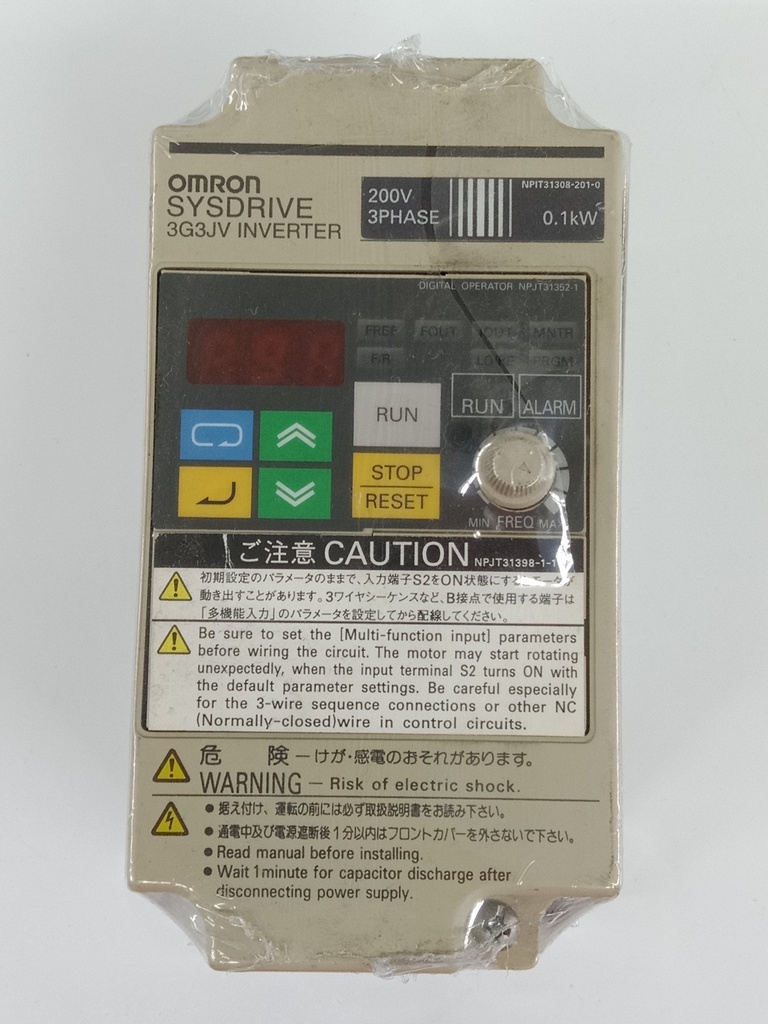 OMRON
SYSDRIVE
3G3JV INVERTER
200V
3PHASE
NPIT31308-201-0
0.1kW
DIGITAL OPERATOR NPJT31352-1
FREF FOUT IOUT MNTR
F/R LO/RE PRGM
RUN
RUN ALARM
STOP
RESET
MIN FREQ MAX
ご注意 CAUTION NPJT31398-1-1
初期設定のパラメータのままで、入力端子S2をON状態にすると
動き出すことがあります。3ワイヤシーケンスなど、B接点で使用する端子は
「多機能入力」のパラメータを設定してから配線してください。
Be sure to set the [Multi-function input] parameters
before wiring the circuit. The motor may start rotating
unexpectedly, when the input terminal S2 turns ON with
the default parameter settings. Be careful especially
for the 3-wire sequence connections or other NC
(Normally-closed)wire in control circuits.
危 険 ― けが・感電のおそれがあります。
WARNING ― Risk of electric shock.
● 据え付け、運転の前には必ず取扱説明書をお読み下さい。
● 通電中及び電源遮断後1分以内はフロントカバーを外さないで下さい。
● Read manual before installing.
● Wait 1minute for capacitor discharge after
disconnecting power supply.